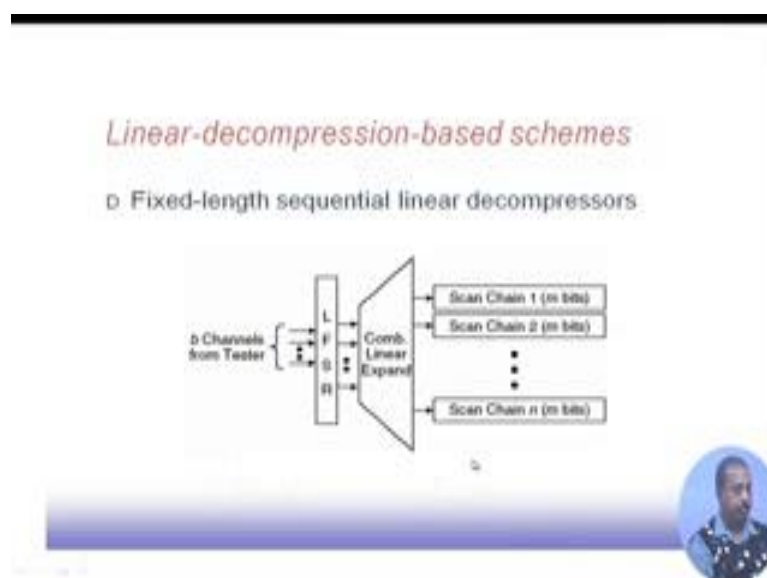 Linear-decompression-based schemes
D Fixed-length sequential linear decompressors
b Channels
from Tester
L
F
S
R
Comb.
Linear
Expand
Scan Chain 1 (m bits)
Scan Chain 2 (m bits)
Scan Chain n (m bits)